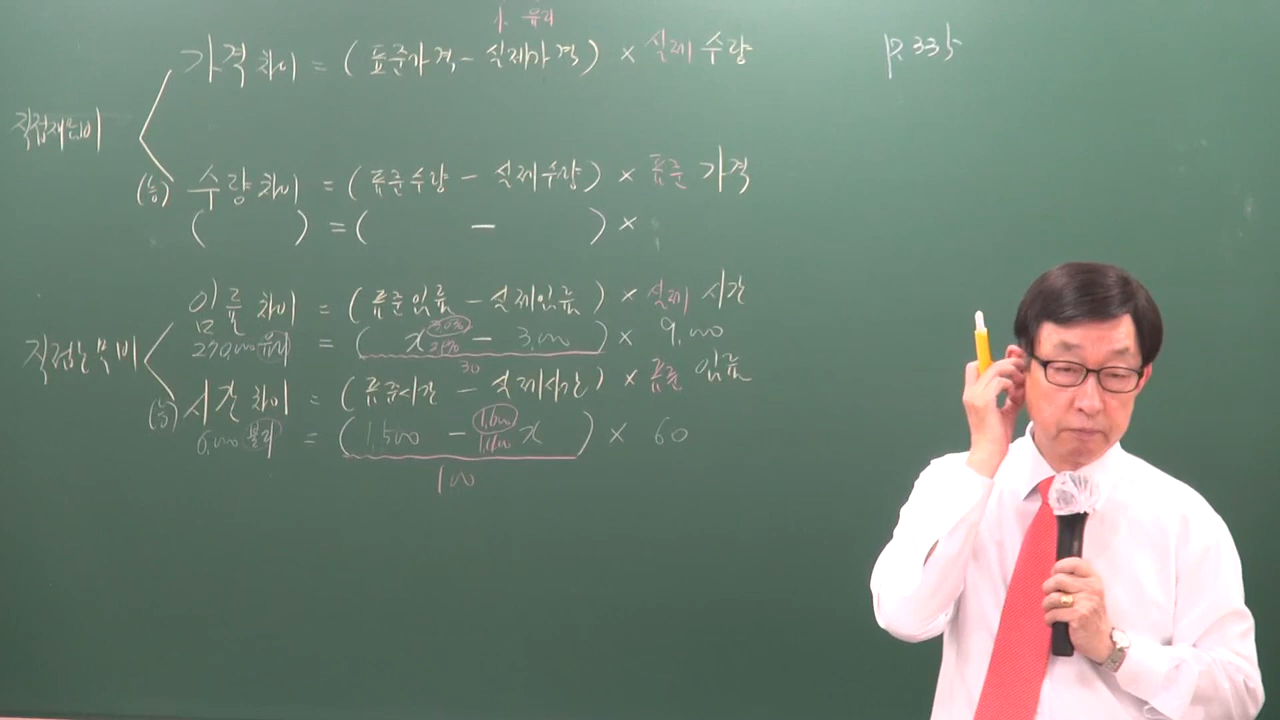 1. 유리
가격차이 = (표준가격 - 실제가격) × 실제 수량
p.335
직접재료비
(능) 수량차이 = (표준수량 - 실제수량) × 표준 가격
( ) = ( - ) ×
임률 차이 = (표준임률 - 실제임률) × 실제 시간
270,000 유리 = ( x - 3,000 ) × 9,000
30
직접노무비
(능) 시간 차이 = (표준시간 - 실제시간) × 표준 임률
6,000 불리 = (1,500 - x ) × 60
100